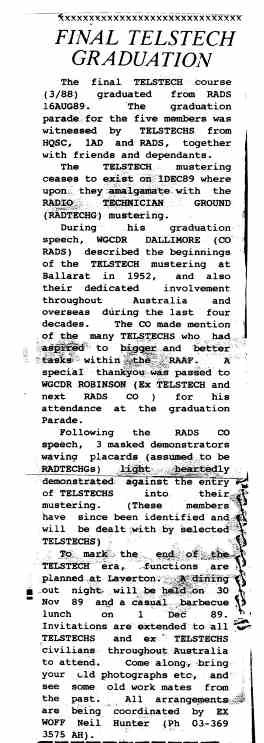 xxxxxxxxxxxxxxxxxxxxxxxxxxxxx
FINAL TELSTECH
GRADUATION
The final TELSTECH course
(3/88) graduated from RADS
16AUG89. The graduation
parade for the five members was
witnessed by TELSTECHS from
HQSC, 1AD and RADS, together
with friends and dependants.
The TELSTECH mustering
ceases to exist on 1DEC89 where
upon they amalgamate with the
RADIO TECHNICIAN GROUND
(RADTECHG) mustering.
During his graduation
speech, WGCDR DALLIMORE (CO
RADS) described the beginnings
of the TELSTECH mustering at
Ballarat in 1952, and also
their dedicated involvement
throughout Australia and
overseas during the last four
decades. The CO made mention
of the many TELSTECHS who had
aspired to bigger and better
tasks within the RAAF. A
special thankyou was passed to
WGCDR ROBINSON (Ex TELSTECH and
next RADS CO ) for his
attendance at the graduation
Parade.
Following the RADS CO
speech, 3 masked demonstrators
waving placards (assumed to be
RADTECHGs) light heartedly
demonstrated against the entry
of TELSTECHS into their
mustering. (These members
have since been identified and
will be dealt with by selected
TELSTECHS)
To mark the end of the
TELSTECH era, functions are
planned at Laverton. A dining
out night will be held on 30
Nov 89 and a casual barbecue
lunch on 1 Dec 89.
Invitations are extended to all
TELSTECHS and ex TELSTECHS
civilians throughout Australia
to attend. Come along, bring
your old photographs etc, and
see some old work mates from
the past. All arrangements
are being coordinated by EX
WOFF Neil Hunter (Ph 03-369
3575 AH).